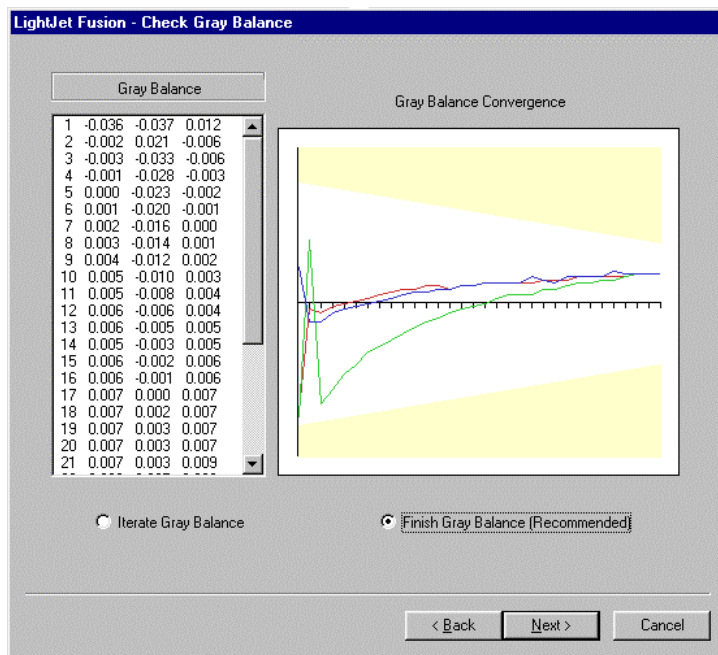 LightJet Fusion - Check Gray Balance
Gray Balance
Gray Balance Convergence
1 -0.036 -0.037 0.012
2 -0.002 0.021 -0.006
3 -0.003 -0.033 -0.006
4 -0.001 -0.028 -0.003
5 0.000 -0.023 -0.002
6 0.001 -0.020 -0.001
7 0.002 -0.016 0.000
8 0.003 -0.014 0.001
9 0.004 -0.012 0.002
10 0.005 -0.010 0.003
11 0.005 -0.008 0.004
12 0.006 -0.006 0.004
13 0.006 -0.005 0.005
14 0.005 -0.003 0.005
15 0.006 -0.002 0.006
16 0.006 -0.001 0.006
17 0.007 0.000 0.007
18 0.007 0.002 0.007
19 0.007 0.003 0.007
20 0.007 0.003 0.007
21 0.007 0.003 0.009
Iterate Gray Balance
Finish Gray Balance (Recommended)
< Back
Next >
Cancel